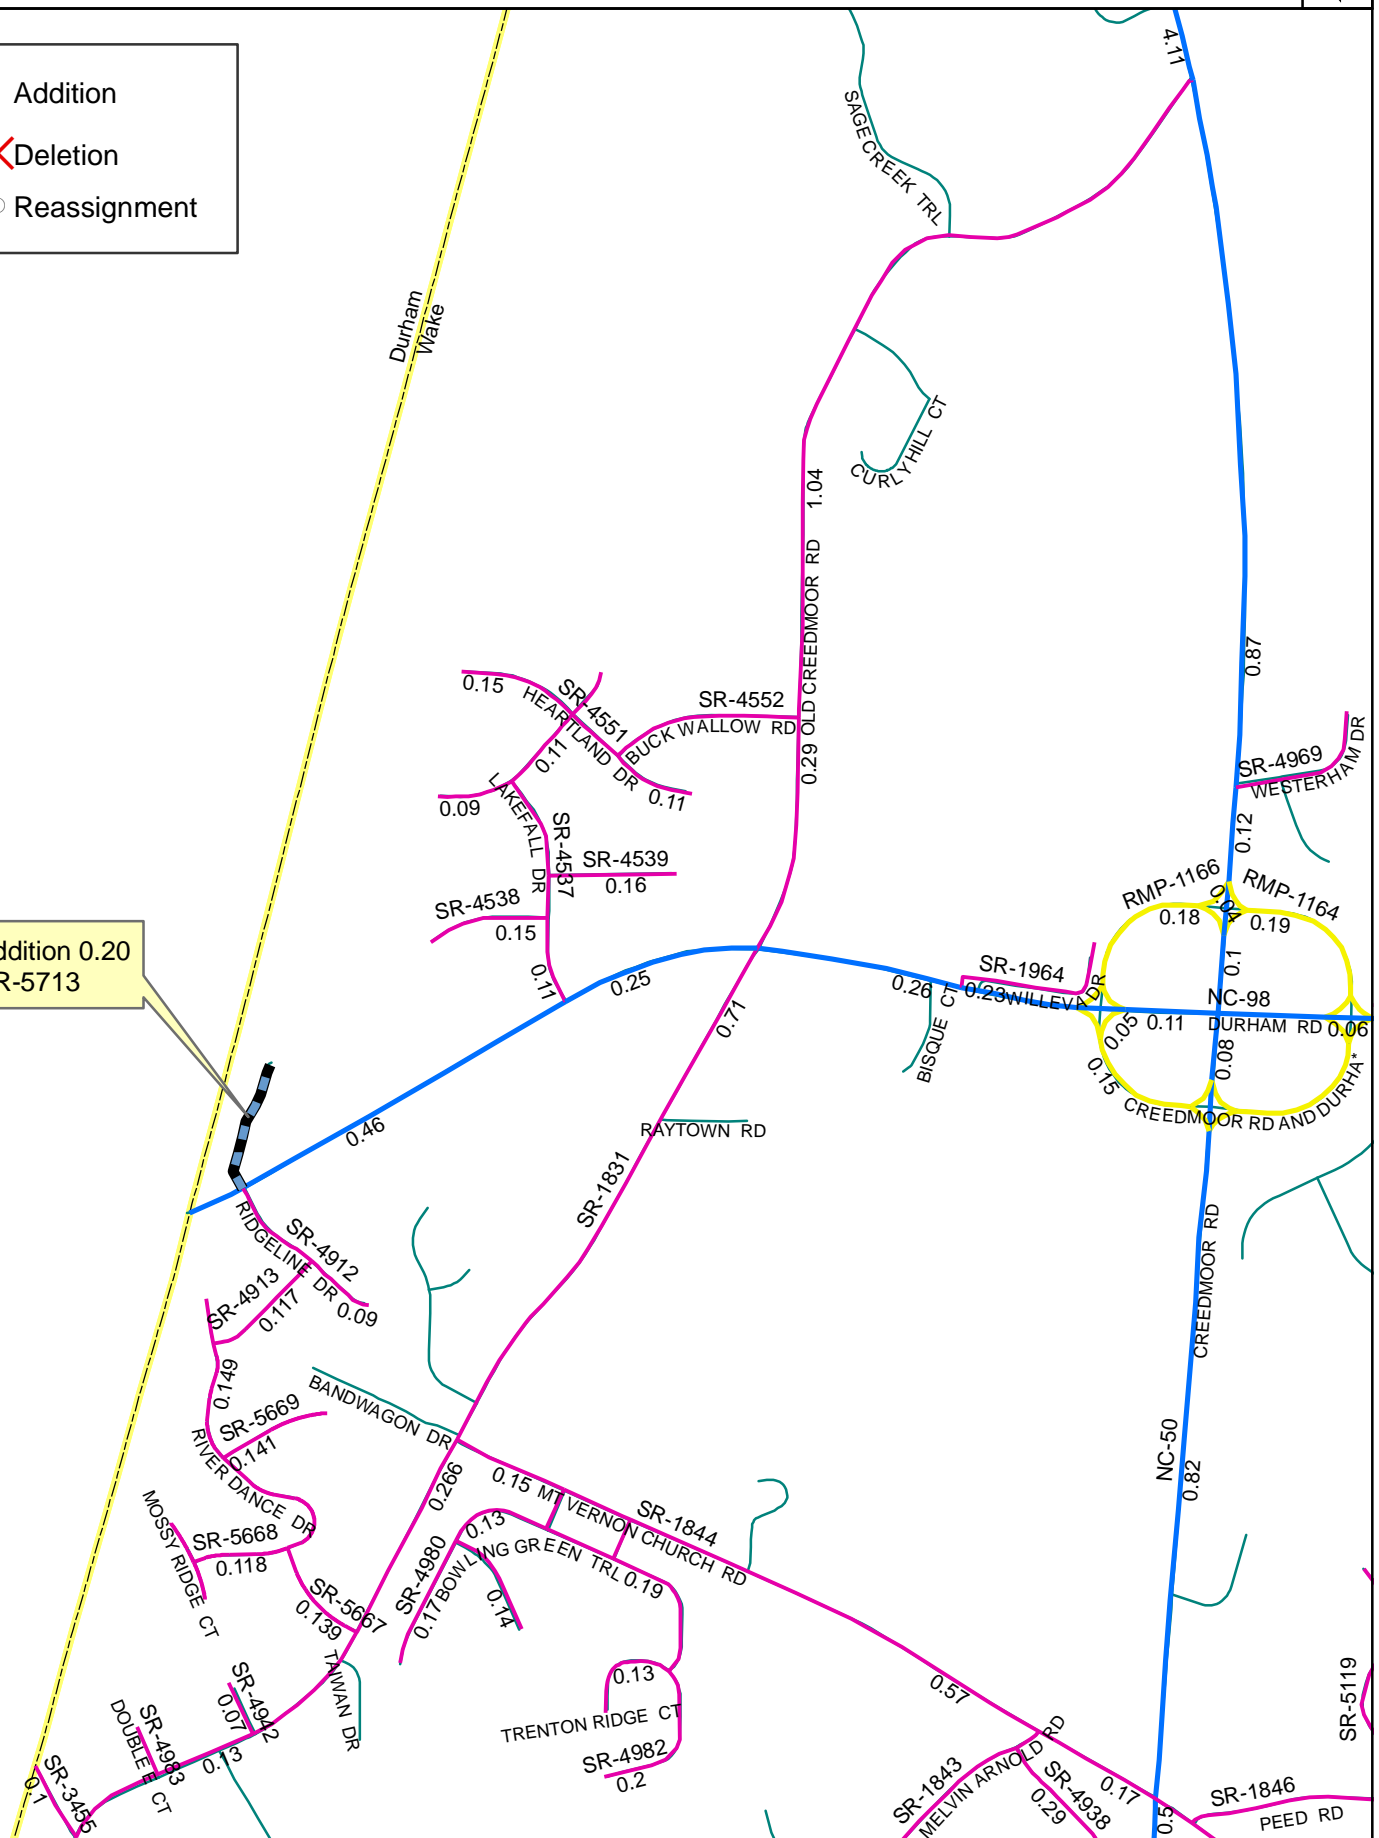 Addition
Deletion
Reassignment
4.11
SAGECREEK TRL
Durham
Wake
CURLYHILL CT
1.04
OLD CREEDMOOR RD
0.29
0.87
0.15
HEARTLAND DR
SR-4551
SR-4552
BUCK WALLOW RD
0.11
0.11
0.09
LAKEFALL DR
SR-4537
SR-4539
0.16
SR-4538
0.15
0.11
SR-4969
WESTERHAM DR
0.12
RMP-1166
RMP-1164
0.04
0.18
0.19
0.1
ddition 0.20
R-5713
0.25
0.26
SR-1964
0.23
WILLEVA DR
BISQUE CT
NC-98
0.05
0.11
DURHAM RD
0.06
0.08
0.15
CREEDMOOR RD AND DURHA*
0.71
0.46
RAYTOWN RD
SR-1831
RIDGELINE DR
SR-4912
SR-4913
0.117
0.09
CREEDMOOR RD
0.149
BANDWAGON DR
SR-5669
0.141
RIVER DANCE DR
0.266
0.15
MT VERNON CHURCH RD
SR-1844
NC-50
0.82
MOSSY RIDGE CT
SR-5668
0.118
0.13
BOWLING GREEN TRL
0.19
SR-4980
0.17
0.14
SR-5667
0.139
TAIWAN DR
0.13
TRENTON RIDGE CT
SR-4982
0.2
0.57
SR-5119
SR-4942
0.07
DOUBLE E CT
SR-4983
0.13
SR-3455
0.1
SR-1843
MELVIN ARNOLD RD
SR-4938
0.29
0.17
0.5
SR-1846
PEED RD